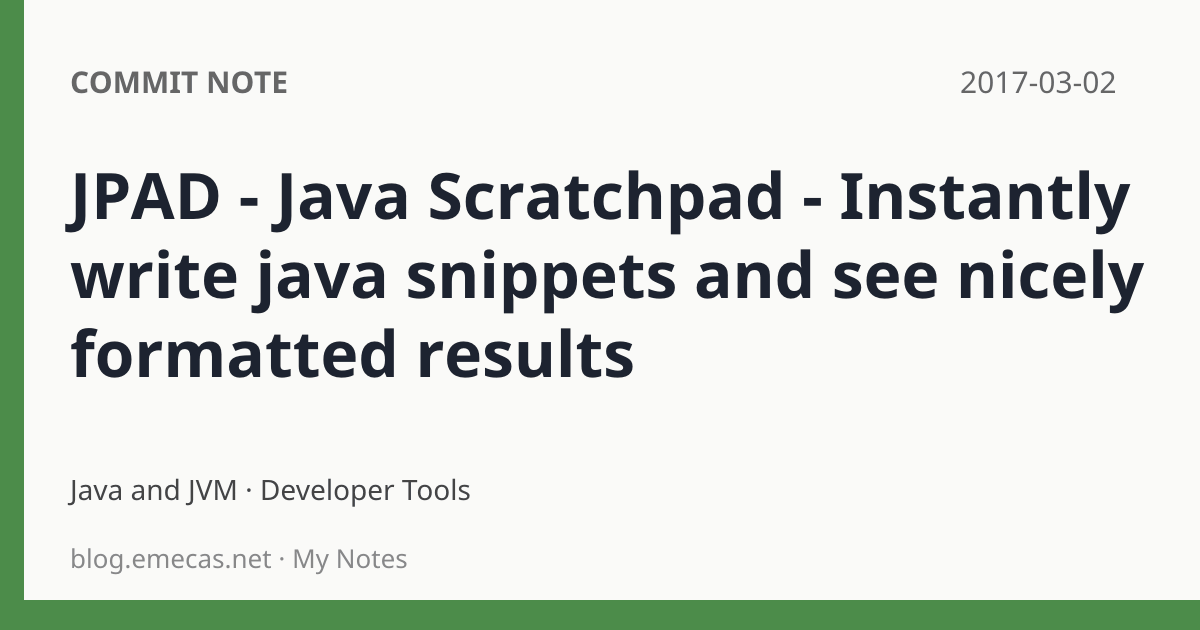 COMMIT NOTE
2017-03-02
JPAD - Java Scratchpad - Instantly
write java snippets and see nicely
formatted results
Java and JVM · Developer Tools
blog.emecas.net · My Notes